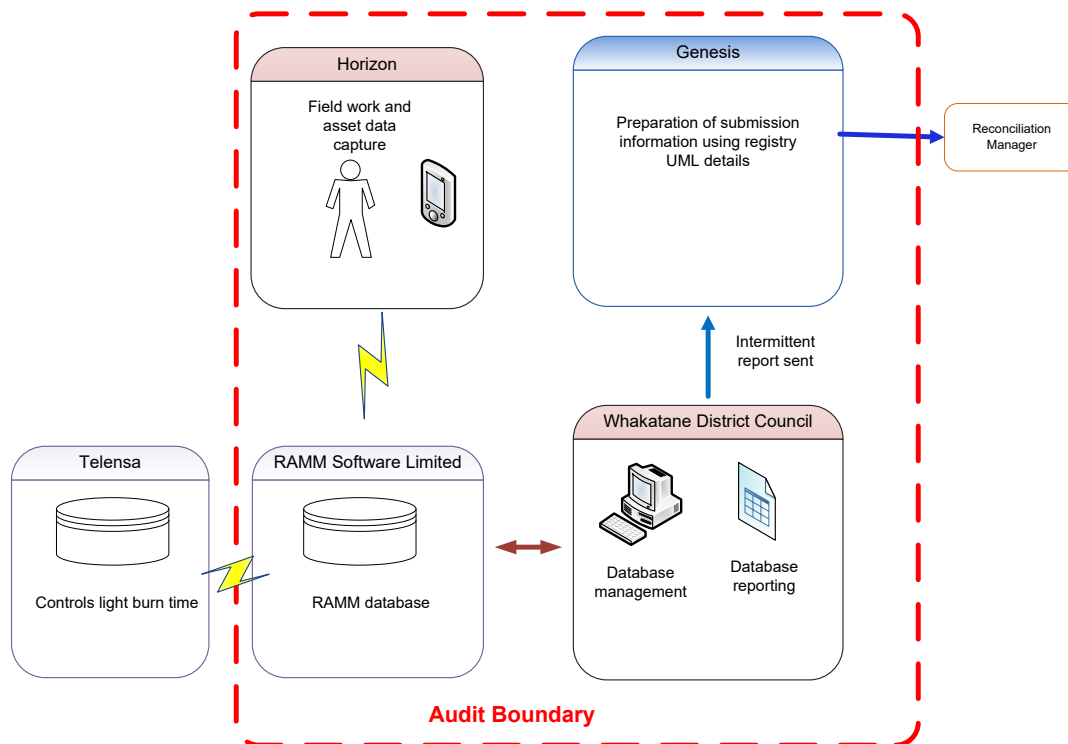 Horizon
Field work and
asset data
capture
Genesis
Preparation of submission
information using registry
UML details
Reconciliation
Manager
Intermittent
report sent
Telensa
Controls light burn time
RAMM Software Limited
RAMM database
Whakatane District Council
Database
management
Database
reporting
Audit Boundary